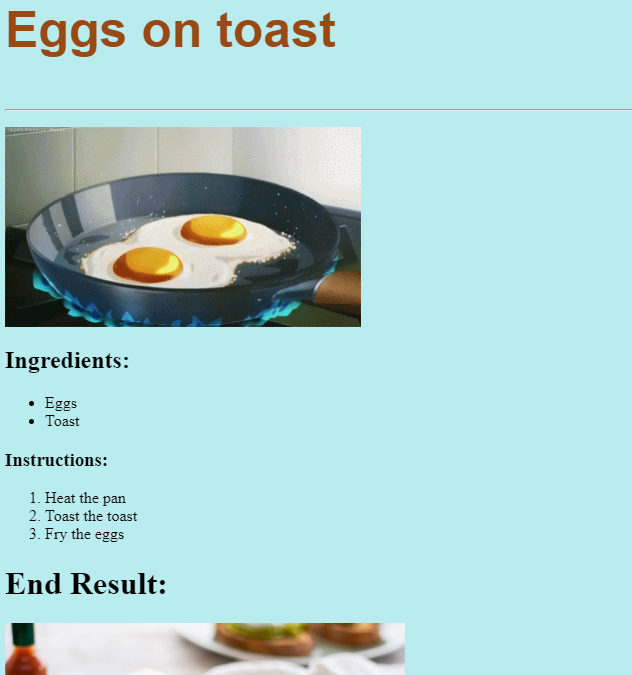 Eggs on toast
Ingredients:
Eggs
Toast
Instructions:
1. Heat the pan
2. Toast the toast
3. Fry the eggs
End Result: